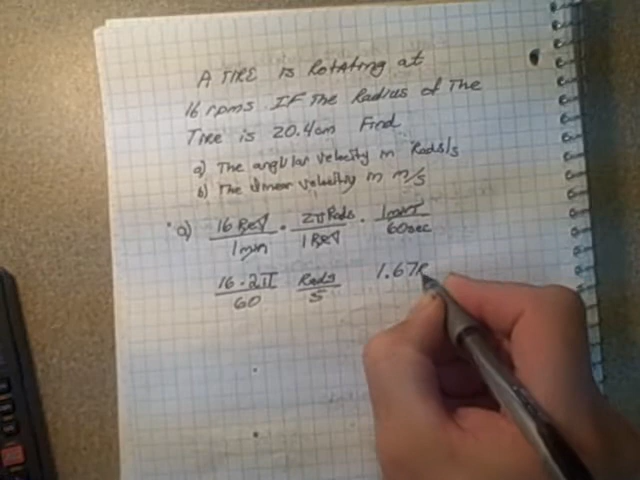 A TIRE is Rotating at
16 rpms. IF The Radius of The
Tire is 20.4cm Find
a) The angular velocity in Rads/s
b) The linear velocity in m/s
a) 16 Rev/1min · 2π Rads/1 Rev · 1min/60sec
16 · 2π/60 Rads/s 1.67R